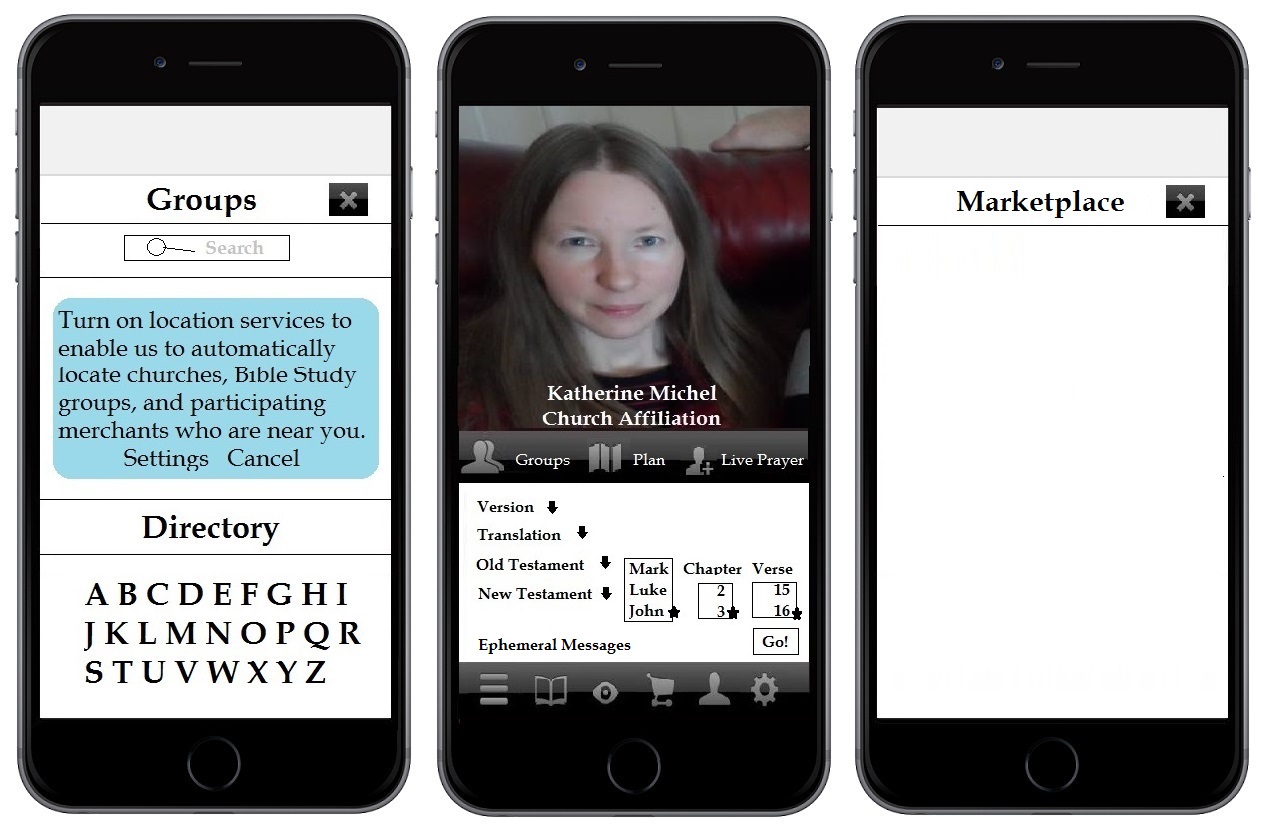 Groups
Search
Turn on location services to
enable us to automatically
locate churches, Bible Study
groups, and participating
merchants who are near you.
Settings Cancel
Directory
A B C D E F G H I
J K L M N O P Q R
S T U V W X Y Z
Katherine Michel
Church Affiliation
Groups Plan Live Prayer
Version
Translation
Old Testament
New Testament
Mark
Luke
John
Chapter
2
3
Verse
15
16
Ephemeral Messages
Go!
Marketplace